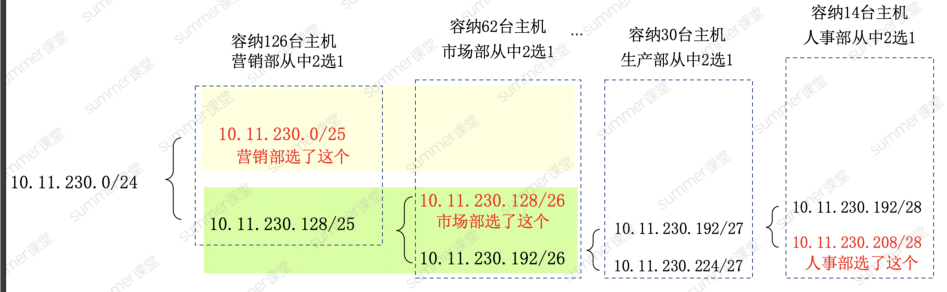 容纳126台主机
营销部从中2选1
容纳62台主机
市场部从中2选1
...
容纳30台主机
生产部从中2选1
容纳14台主机
人事部从中2选1
10.11.230.0/24
10.11.230.0/25
营销部选了这个
10.11.230.128/25
10.11.230.128/26
市场部选了这个
10.11.230.192/26
10.11.230.192/27
10.11.230.224/27
10.11.230.192/28
10.11.230.208/28
人事部选了这个
summer课堂